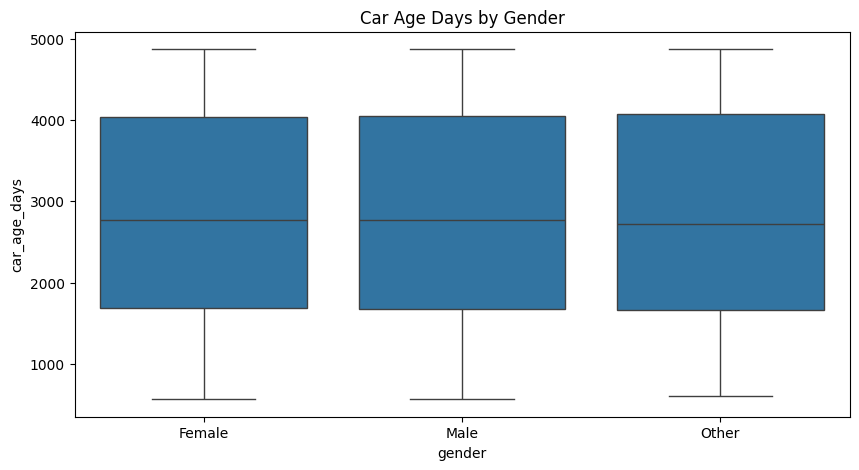 Car Age Days by Gender
car_age_days
5000
4000
3000
2000
1000
Female Male Other
gender